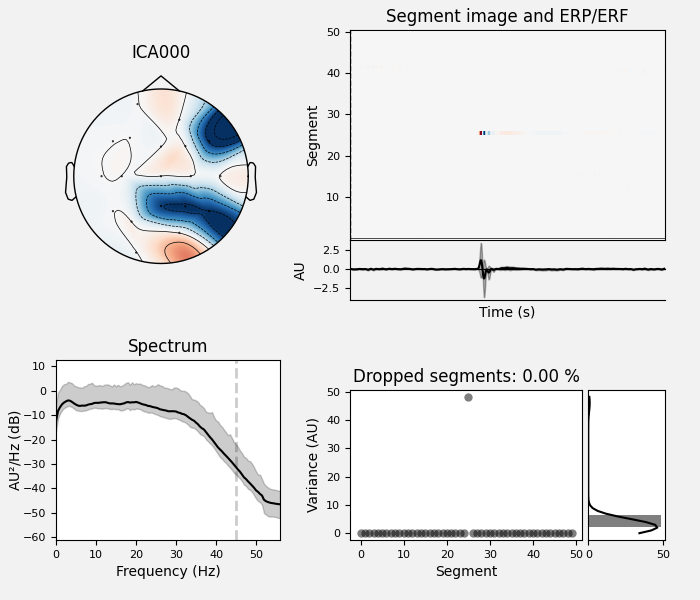 ICA000
Segment image and ERP/ERF
Segment
50
40
30
20
10
AU
2.5
0.0
−2.5
Time (s)
Spectrum
AU²/Hz (dB)
10
0
−10
−20
−30
−40
−50
−60
0 10 20 30 40 50
Frequency (Hz)
Dropped segments: 0.00 %
Variance (AU)
50
40
30
20
10
0
0 10 20 30 40 50
Segment
0 50